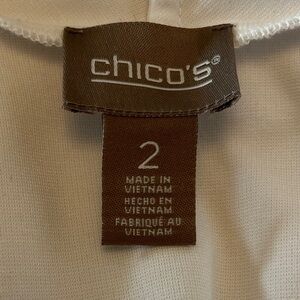 chico's®
2
MADE IN
VIETNAM
HECHO EN
VIETNAM
FABRIQUÉ AU
VIETNAM